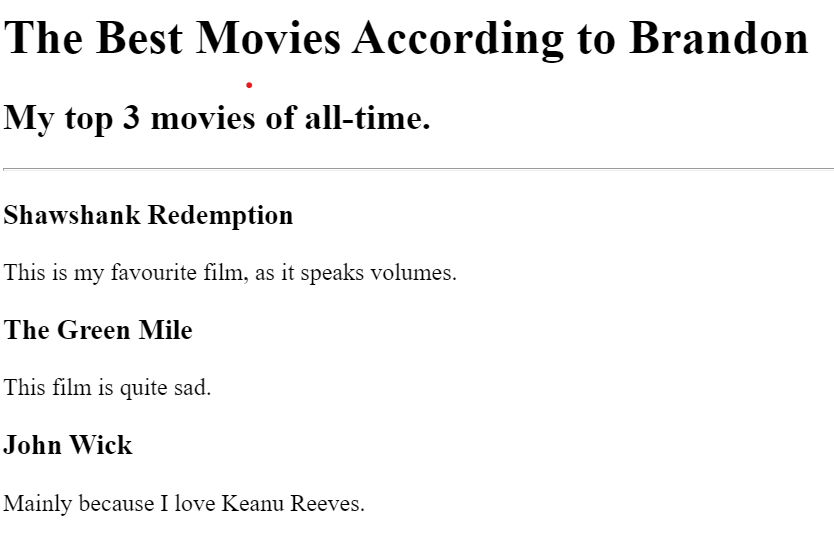 The Best Movies According to Brandon
My top 3 movies of all-time.
Shawshank Redemption
This is my favourite film, as it speaks volumes.
The Green Mile
This film is quite sad.
John Wick
Mainly because I love Keanu Reeves.